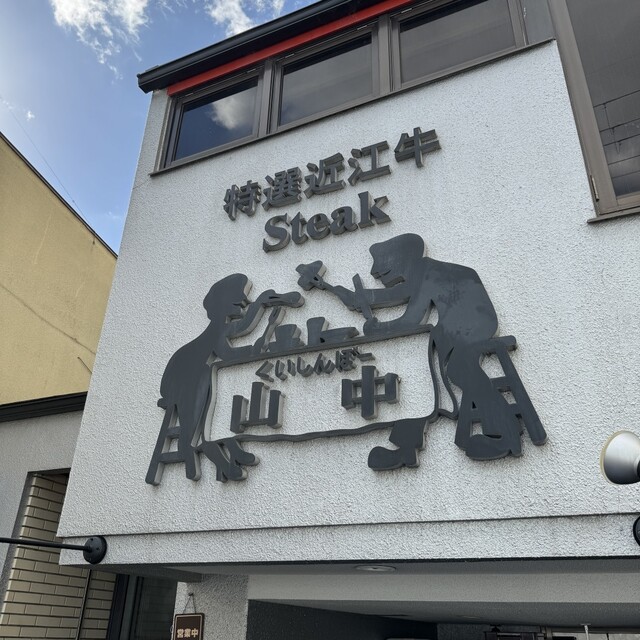 特選近江牛
Steak
くいしんぼー
山中
営業中